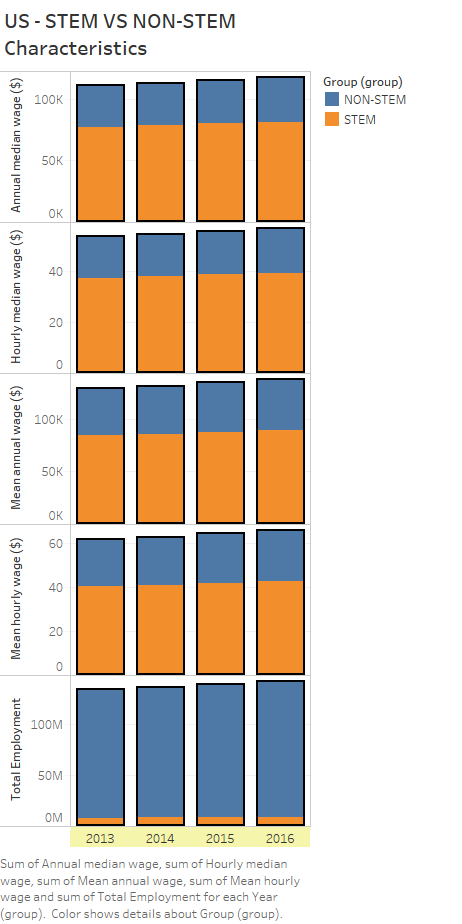 US - STEM VS NON-STEM
Characteristics
Group (group)
NON-STEM
STEM
Annual median wage ($)
100K
50K
0K
Hourly median wage ($)
40
20
0
Mean annual wage ($)
100K
50K
0K
Mean hourly wage ($)
60
40
20
0
Total Employment
100M
50M
0M
2013 2014 2015 2016
Sum of Annual median wage, sum of Hourly median
wage, sum of Mean annual wage, sum of Mean hourly
wage and sum of Total Employment for each Year
(group). Color shows details about Group (group).